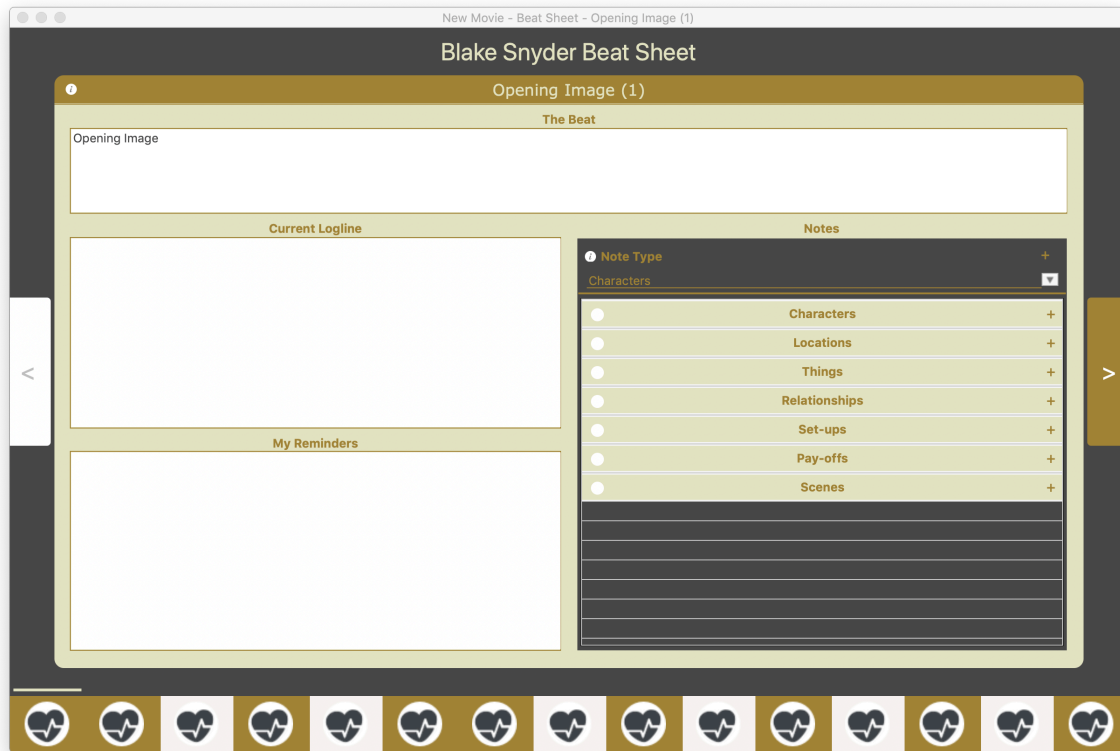 New Movie - Beat Sheet - Opening Image (1)
Blake Snyder Beat Sheet
i Opening Image (1)
The Beat
Opening Image
Current Logline
Notes
i Note Type +
Characters ▼
Characters +
Locations +
Things +
Relationships +
Set-ups +
Pay-offs +
Scenes +
<
>
My Reminders